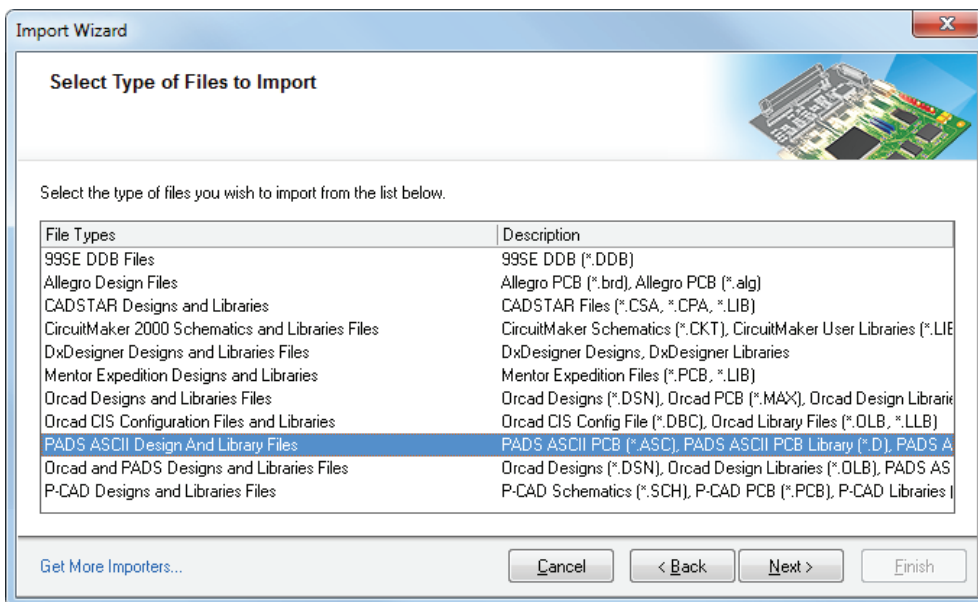 Import Wizard
Select Type of Files to Import
Select the type of files you wish to import from the list below.
File Types Description
99SE DDB Files 99SE DDB (*.DDB)
Allegro Design Files Allegro PCB (*.brd), Allegro PCB (*.alg)
CADSTAR Designs and Libraries CADSTAR Files (*.CSA, *.CPA, *.LIB)
CircuitMaker 2000 Schematics and Libraries Files CircuitMaker Schematics (*.CKT), CircuitMaker User Libraries (*.LIE
DxDesigner Designs and Libraries Files DxDesigner Designs, DxDesigner Libraries
Mentor Expedition Designs and Libraries Mentor Expedition Files (*.PCB, *.LIB)
Orcad Designs and Libraries Files Orcad Designs (*.DSN), Orcad PCB (*.MAX), Orcad Design Librarie
Orcad CIS Configuration Files and Libraries Orcad CIS Config File (*.DBC), Orcad Library Files (*.OLB, *.LLB)
PADS ASCII Design And Library Files PADS ASCII PCB (*.ASC), PADS ASCII PCB Library (*.D), PADS A
Orcad and PADS Designs and Libraries Files Orcad Designs (*.DSN), Orcad Design Libraries (*.OLB), PADS AS
P-CAD Designs and Libraries Files P-CAD Schematics (*.SCH), P-CAD PCB (*.PCB), P-CAD Libraries (
Get More Importers... Cancel < Back Next > Finish